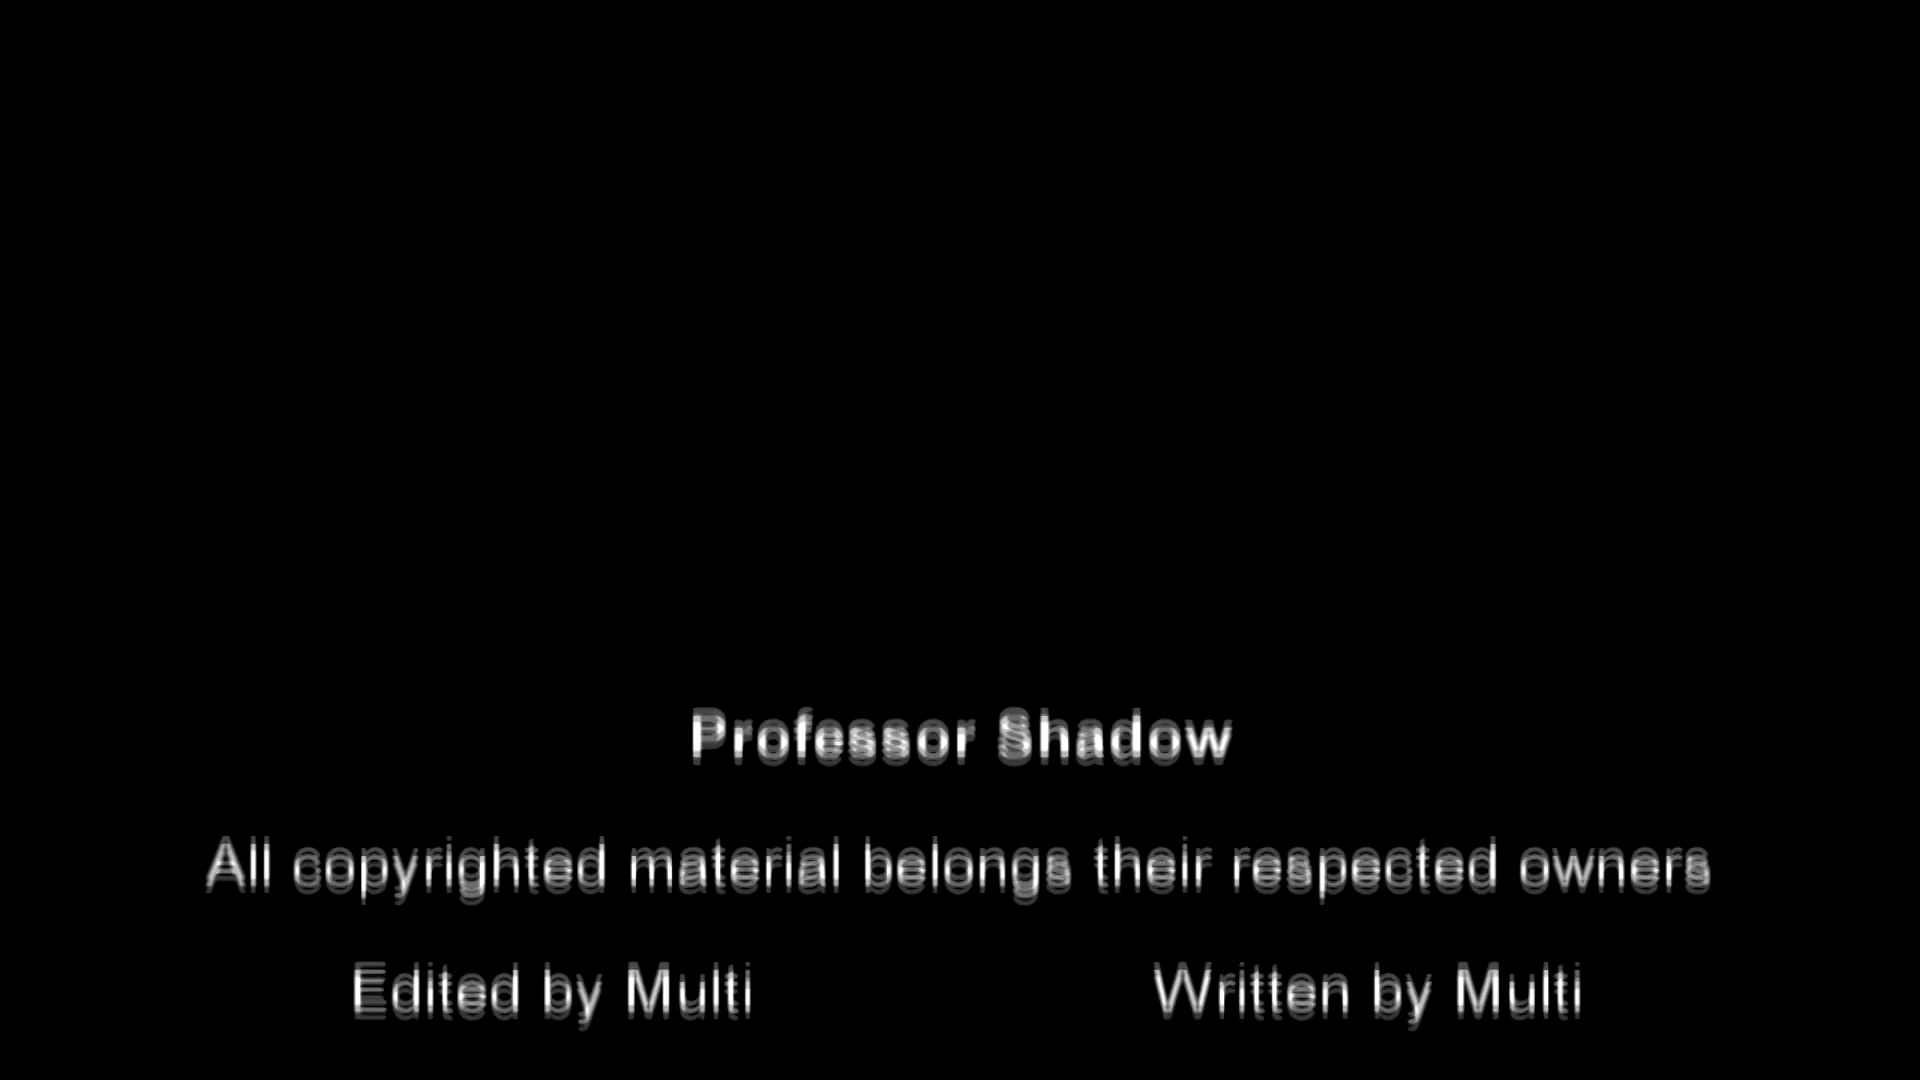 Professor Shadow
All copyrighted material belongs their respected owners
Edited by Multi Written by Multi